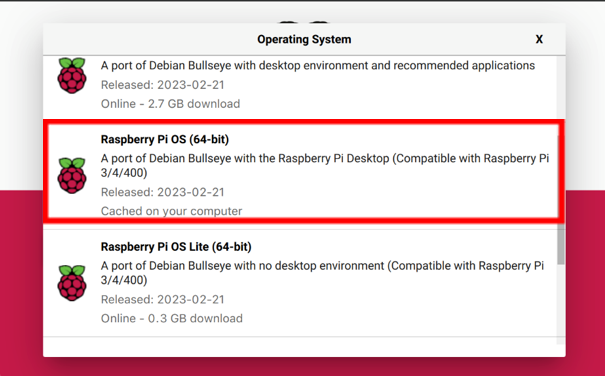 Operating System
X
A port of Debian Bullseye with desktop environment and recommended applications
Released: 2023-02-21
Online - 2.7 GB download
Raspberry Pi OS (64-bit)
A port of Debian Bullseye with the Raspberry Pi Desktop (Compatible with Raspberry Pi
3/4/400)
Released: 2023-02-21
Cached on your computer
Raspberry Pi OS Lite (64-bit)
A port of Debian Bullseye with no desktop environment (Compatible with Raspberry Pi
3/4/400)
Released: 2023-02-21
Online - 0.3 GB download